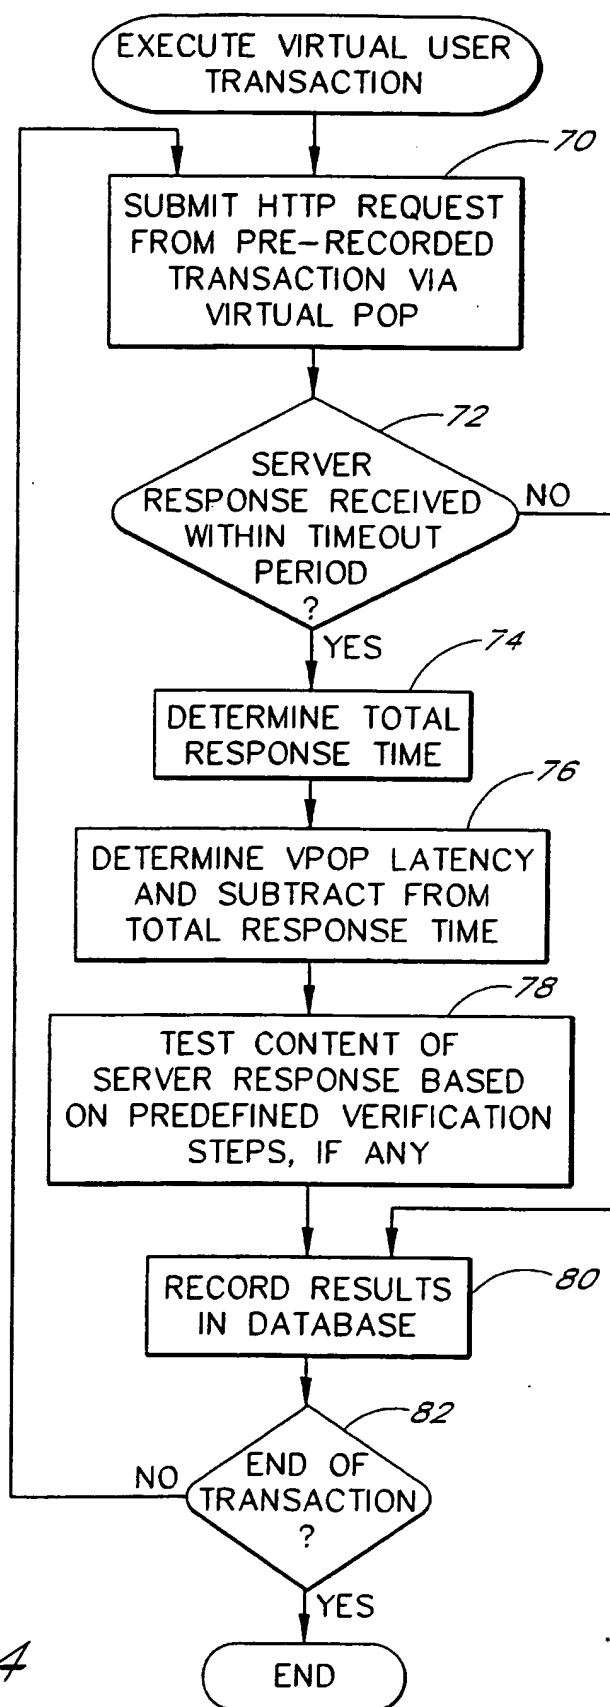 EXECUTE VIRTUAL USER
TRANSACTION
70
SUBMIT HTTP REQUEST
FROM PRE-RECORDED
TRANSACTION VIA
VIRTUAL POP
72
SERVER
RESPONSE RECEIVED
WITHIN TIMEOUT
PERIOD
?
NO
YES
74
DETERMINE TOTAL
RESPONSE TIME
76
DETERMINE VPOP LATENCY
AND SUBTRACT FROM
TOTAL RESPONSE TIME
78
TEST CONTENT OF
SERVER RESPONSE BASED
ON PREDEFINED VERIFICATION
STEPS, IF ANY
80
RECORD RESULTS
IN DATABASE
82
END OF
TRANSACTION
?
NO
YES
4
END